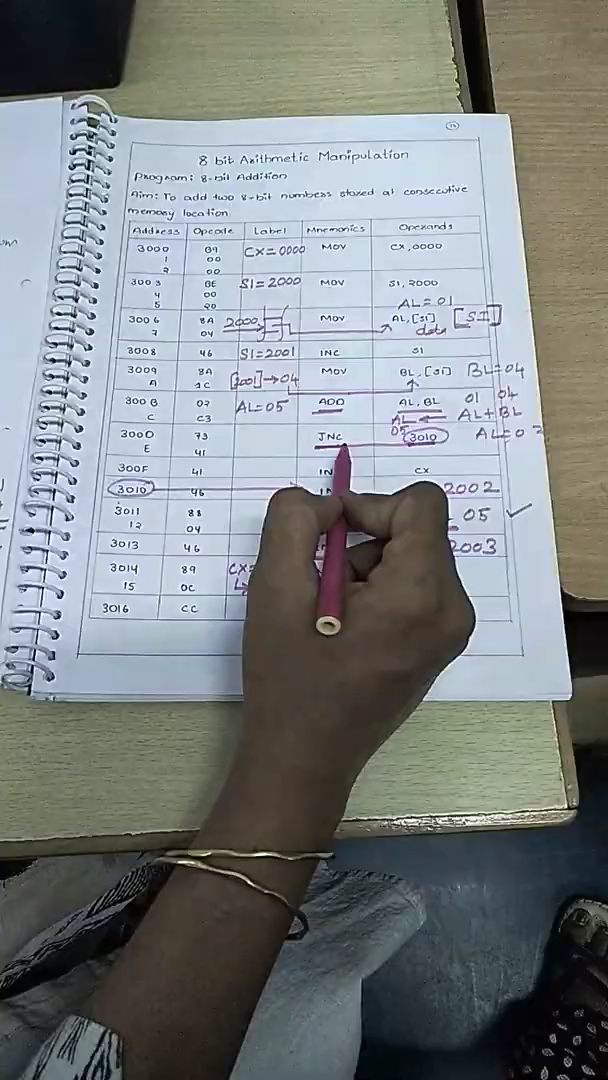 8 bit Arithmetic Manipulation
Program: 8-bit Addition
Aim: To add two 8-bit numbers stored at consecutive
memory location
Address Opcode Label Mnemonics Operands
3000 B9 CX=0000 MOV CX,0000
1 00
2 00
3003 BE SI=2000 MOV SI,2000
4 00
5 20 AL=01
3006 8A 2000 MOV AL,[SI] [SI]
7 04 data
3008 46 SI=2001 INC SI
3009 8A [2001]→04 MOV BL,[SI] BL=04
A 1C
300B 02 AL=05 ADD AL,BL 01 04
C C3 AL ← AL+BL
05
300D 73 JNC 3010 AL=0
E 41
300F 41 IN CX
3010 46 IN 2002
3011 88 05
12 04
3013 46 2003
3014 89 CX=
15 0C
3016 CC